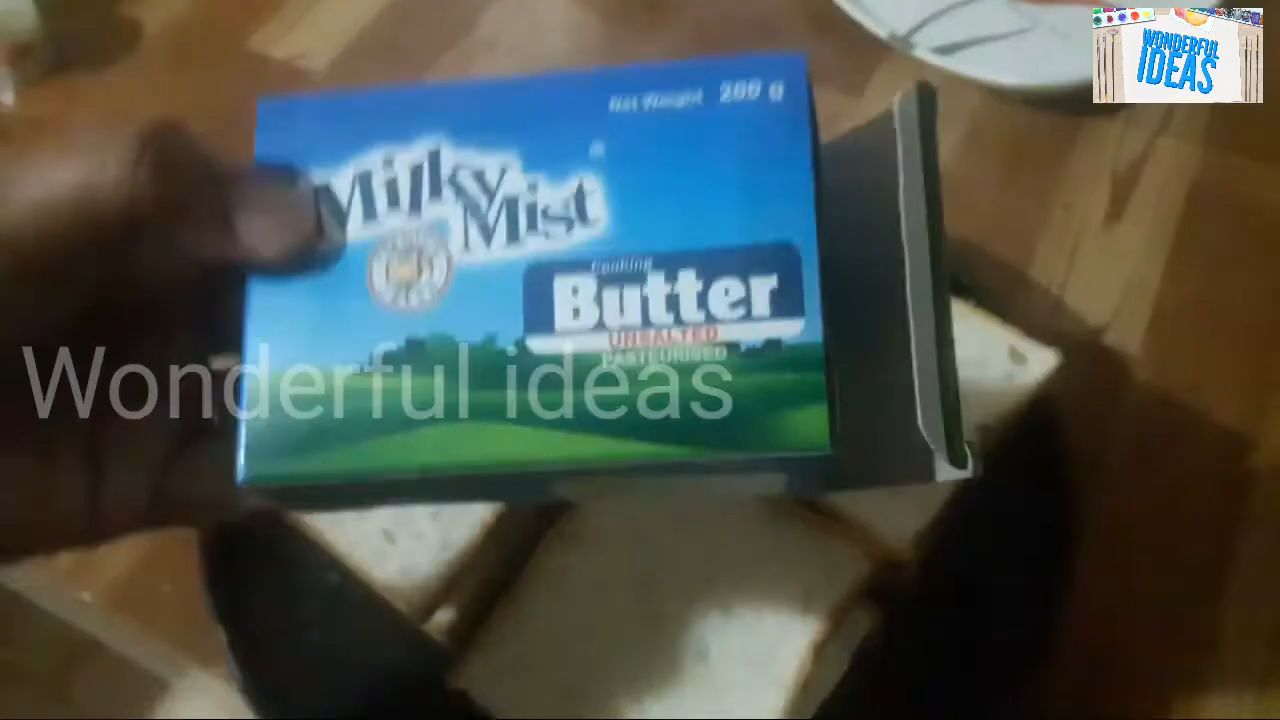 WONDERFUL
IDEAS
Net Weight 200 g
Milky
Mist
Cooking
Butter
UNSALTED
PASTEURISED
Wonderful ideas